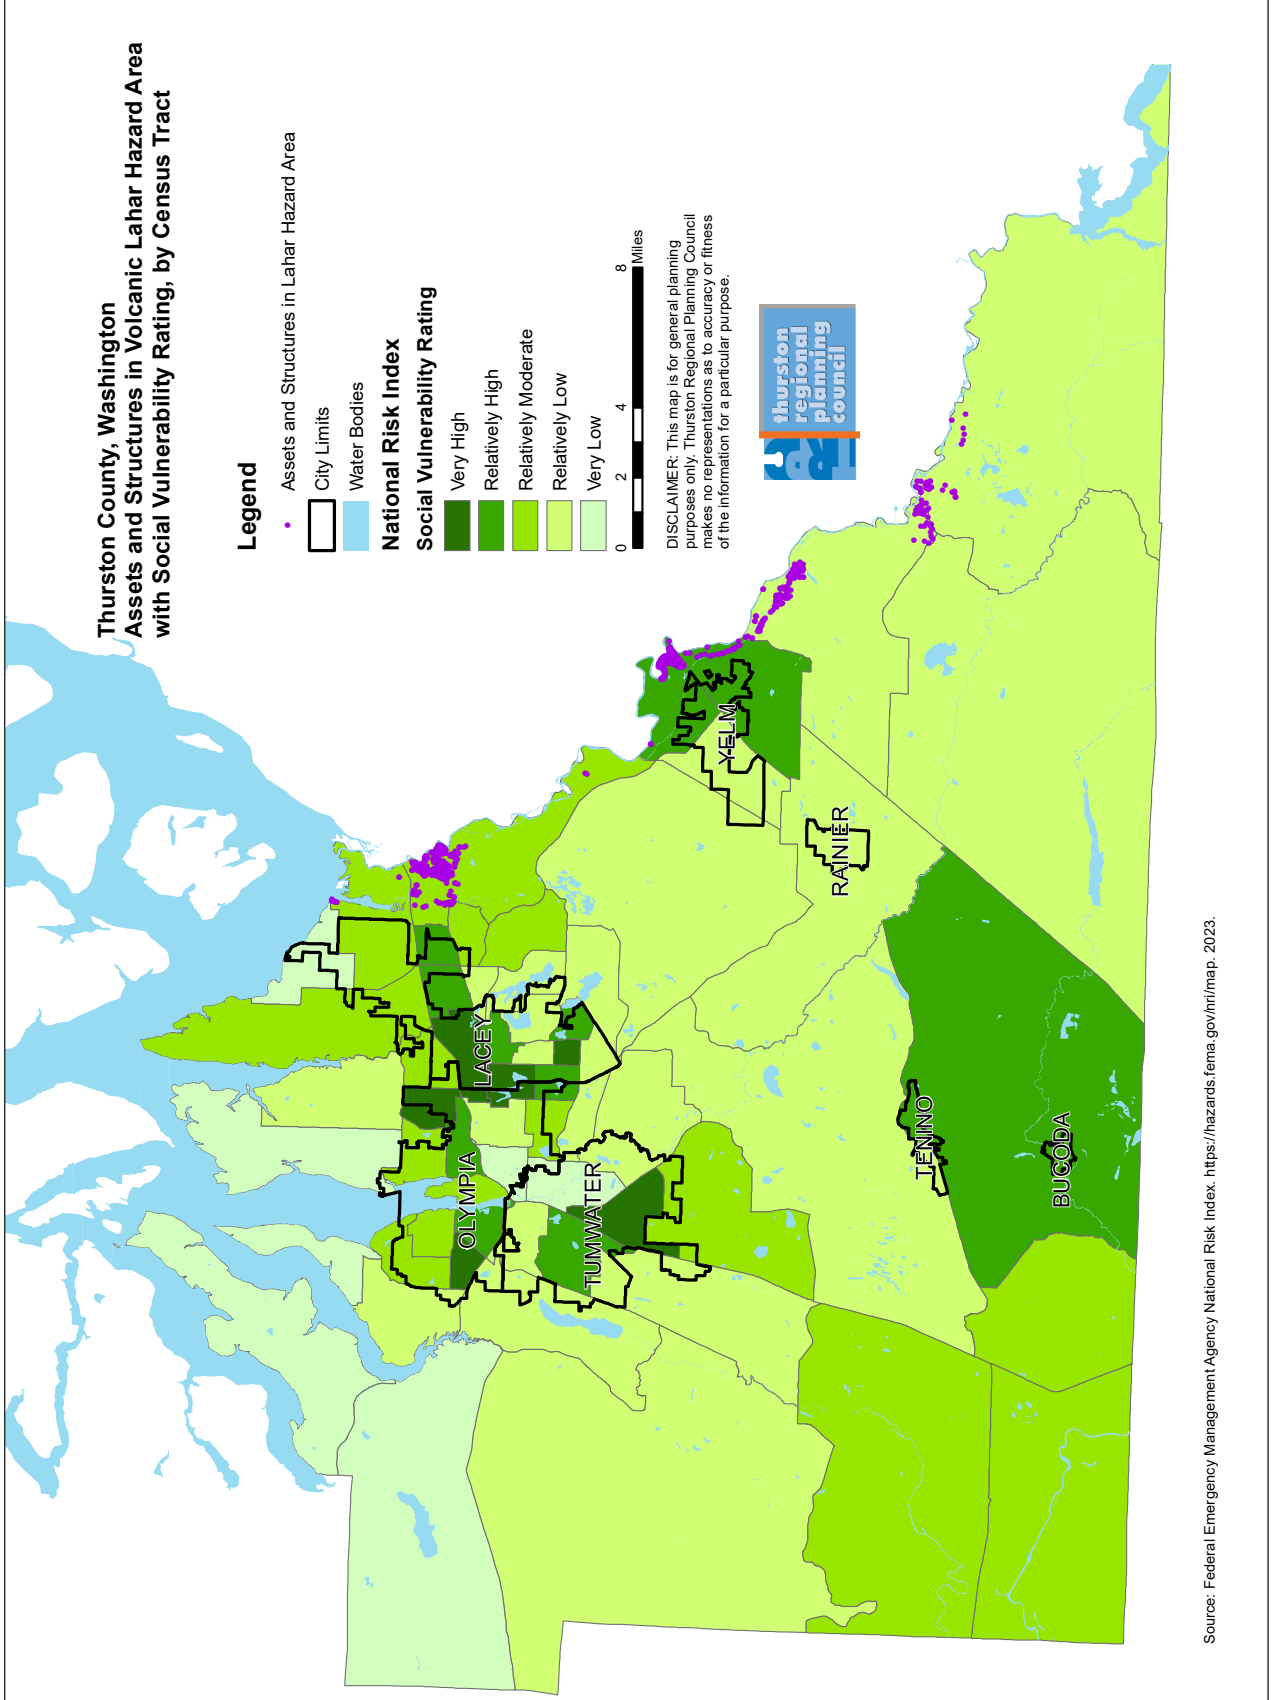 Thurston County, Washington
Assets and Structures in Volcanic Lahar Hazard Area
with Social Vulnerability Rating, by Census Tract
Legend
Assets and Structures in Lahar Hazard Area
City Limits
Water Bodies
National Risk Index
Social Vulnerability Rating
Very High
Relatively High
Relatively Moderate
Relatively Low
Very Low
0 2 4 8
Miles
DISCLAIMER: This map is for general planning
purposes only. Thurston Regional Planning Council
makes no representations as to accuracy or fitness
of the information for a particular purpose.
TRPC
thurston
regional
planning
council
LACEY
OLYMPIA
TUMWATER
YELM
RAINIER
TENINO
BUCODA
Source: Federal Emergency Management Agency National Risk Index. https://hazards.fema.gov/nri/map. 2023.